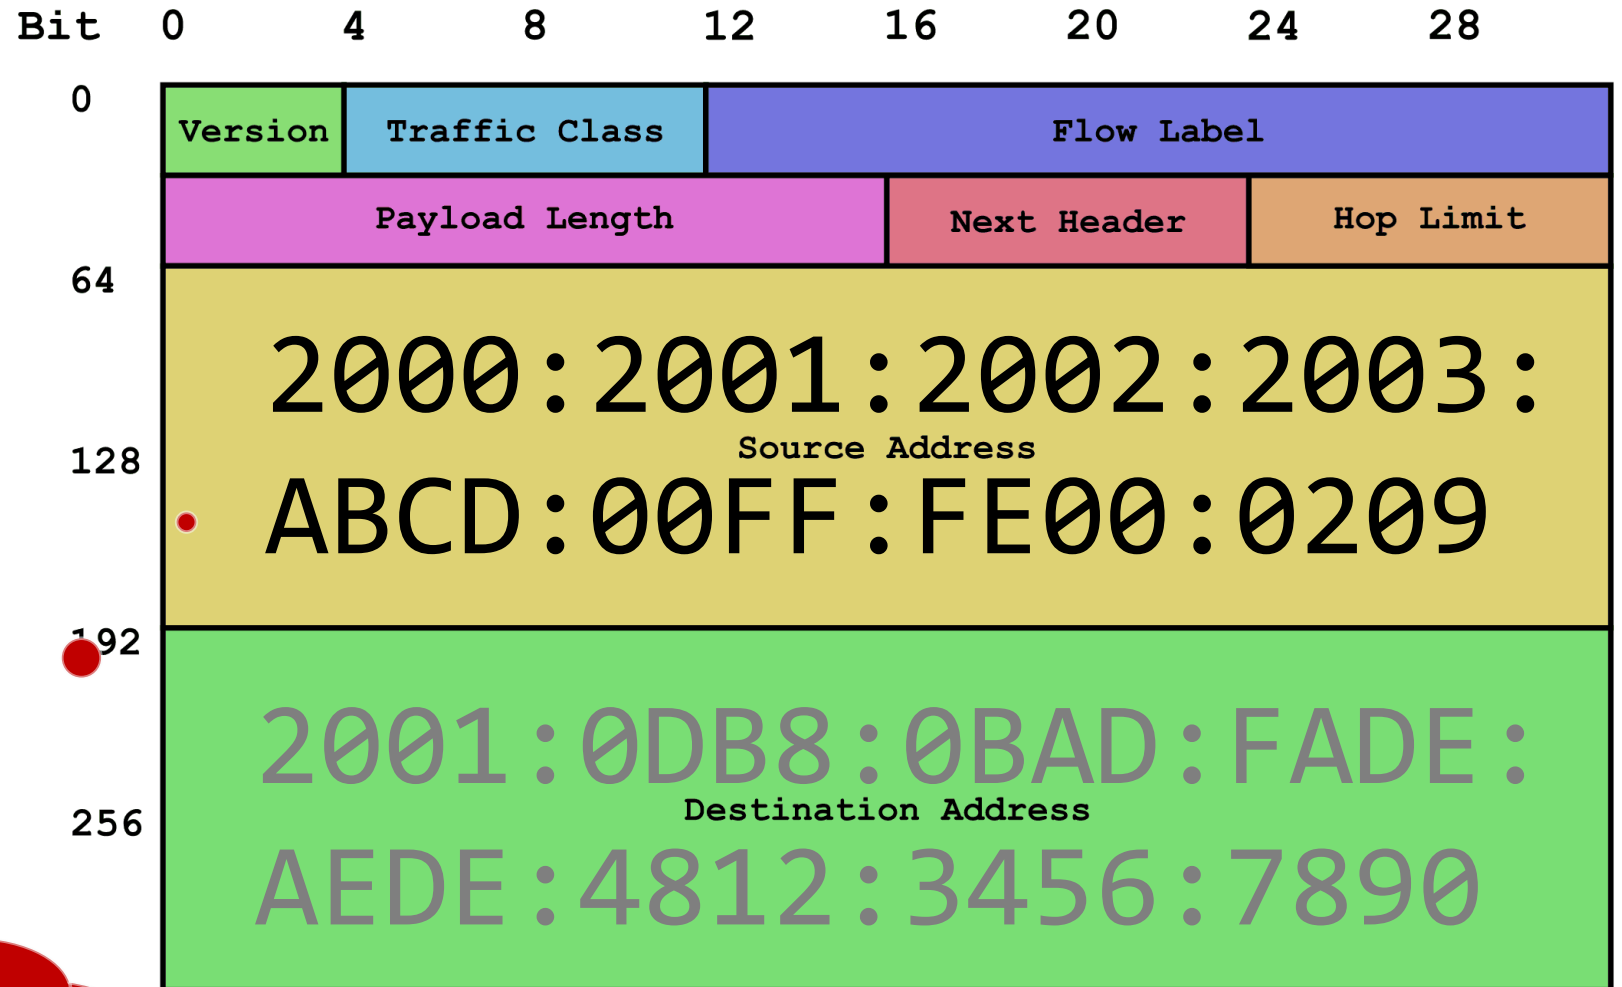 Bit 0 4 8 12 16 20 24 28
0
Version Traffic Class Flow Label
Payload Length Next Header Hop Limit
64
2000:2001:2002:2003:
Source Address
128
ABCD:00FF:FE00:0209
192
2001:0DB8:0BAD:FADE:
Destination Address
256
AEDE:4812:3456:7890